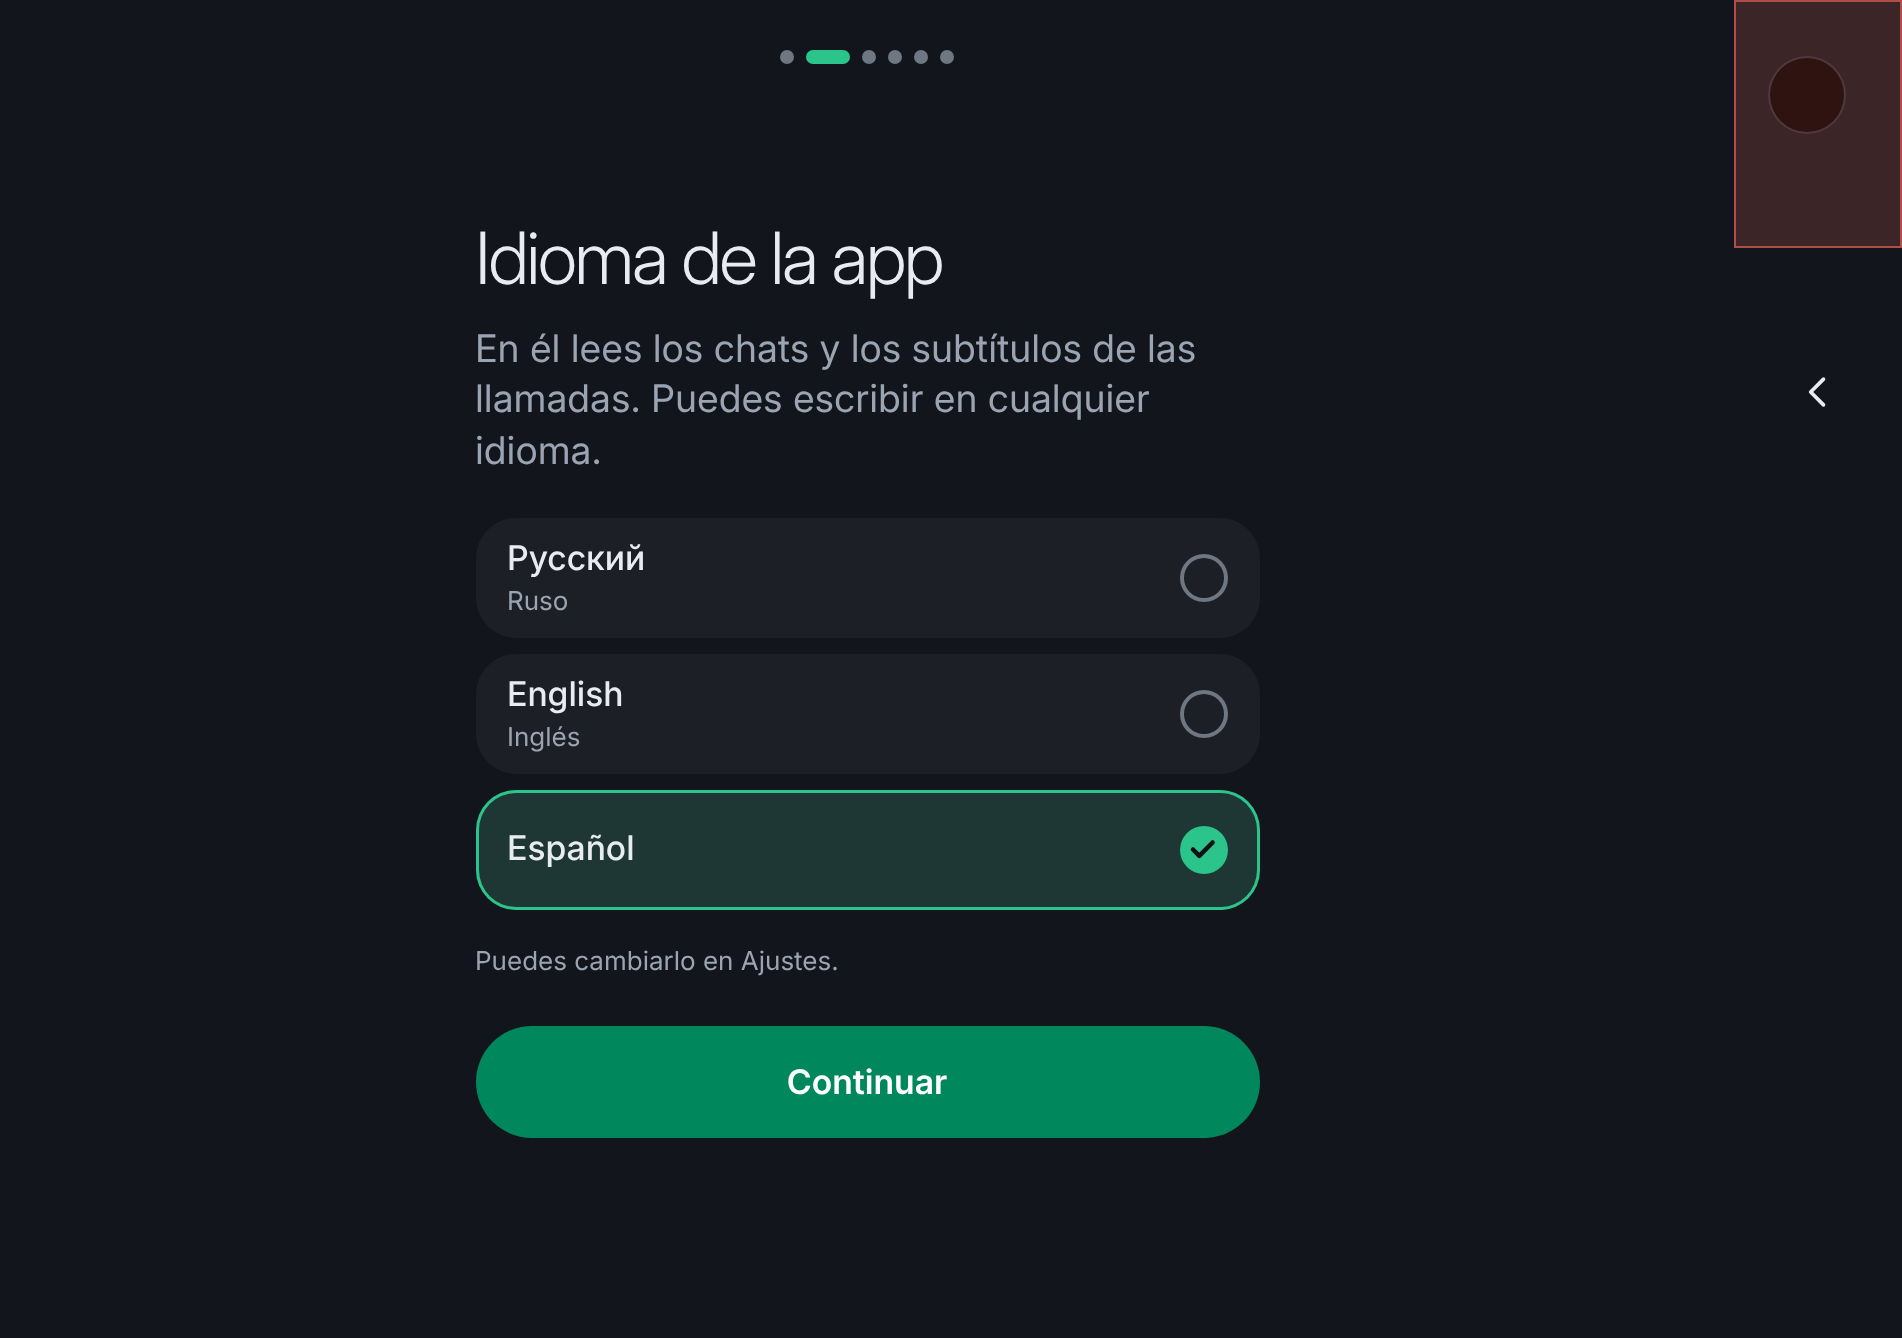 Idioma de la app
En él lees los chats y los subtítulos de las
llamadas. Puedes escribir en cualquier
idioma.
Русский
Ruso
English
Inglés
Español
Puedes cambiarlo en Ajustes.
Continuar